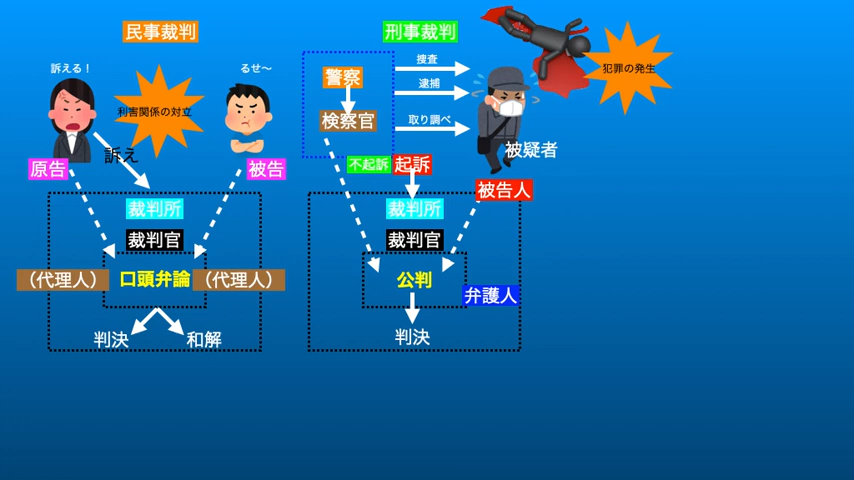 民事裁判
訴える！
るせ〜
利害関係の対立
訴え
原告
被告
裁判所
裁判官
（代理人）
口頭弁論
（代理人）
判決
和解
刑事裁判
犯罪の発生
警察
検察官
捜査
逮捕
取り調べ
被疑者
不起訴
起訴
被告人
裁判所
裁判官
公判
弁護人
判決